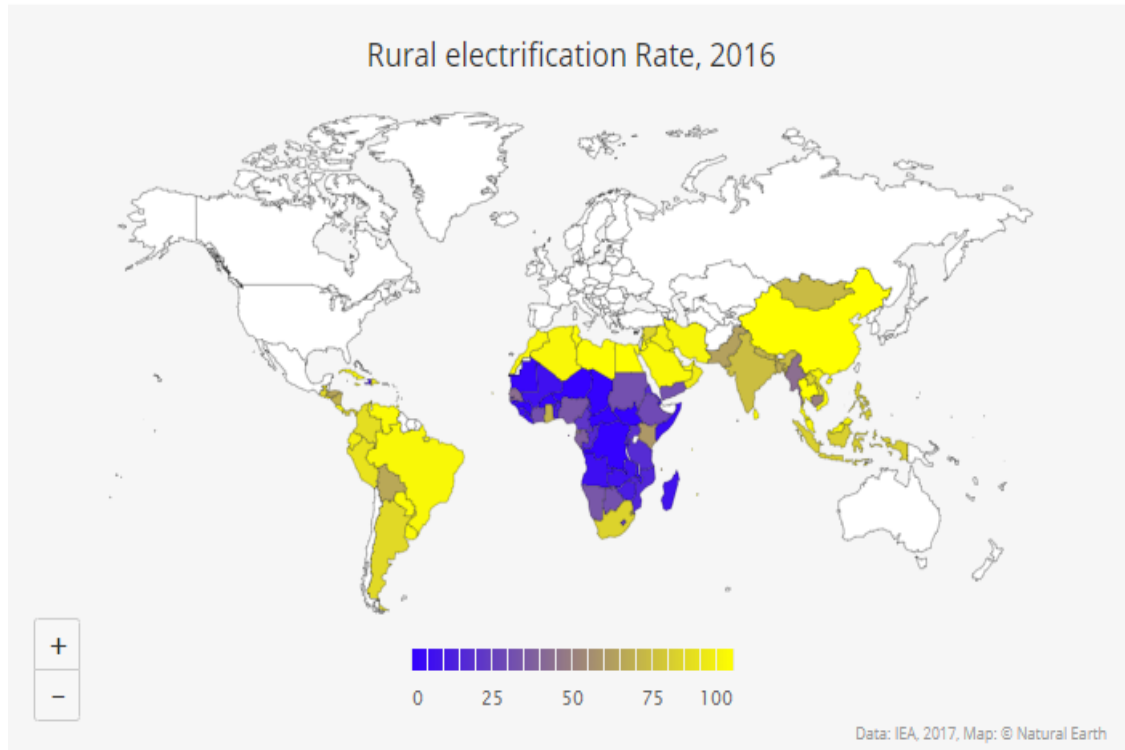 Rural electrification Rate, 2016
+
−
0 25 50 75 100
Data: IEA, 2017, Map: © Natural Earth